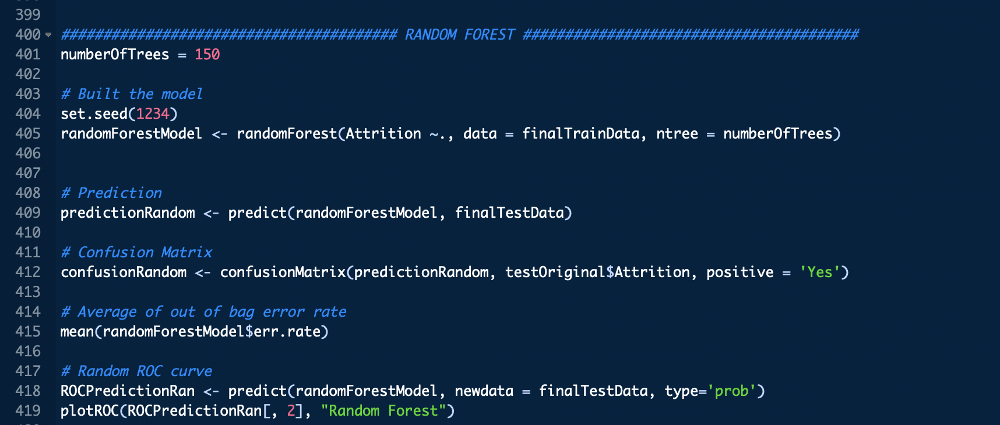 399
400 ######################################## RANDOM FOREST ########################################
401 numberOfTrees = 150
402
403 # Built the model
404 set.seed(1234)
405 randomForestModel <- randomForest(Attrition ~., data = finalTrainData, ntree = numberOfTrees)
406
407
408 # Prediction
409 predictionRandom <- predict(randomForestModel, finalTestData)
410
411 # Confusion Matrix
412 confusionRandom <- confusionMatrix(predictionRandom, testOriginal$Attrition, positive = 'Yes')
413
414 # Average of out of bag error rate
415 mean(randomForestModel$err.rate)
416
417 # Random ROC curve
418 ROCPredictionRan <- predict(randomForestModel, newdata = finalTestData, type='prob')
419 plotROC(ROCPredictionRan[, 2], "Random Forest")